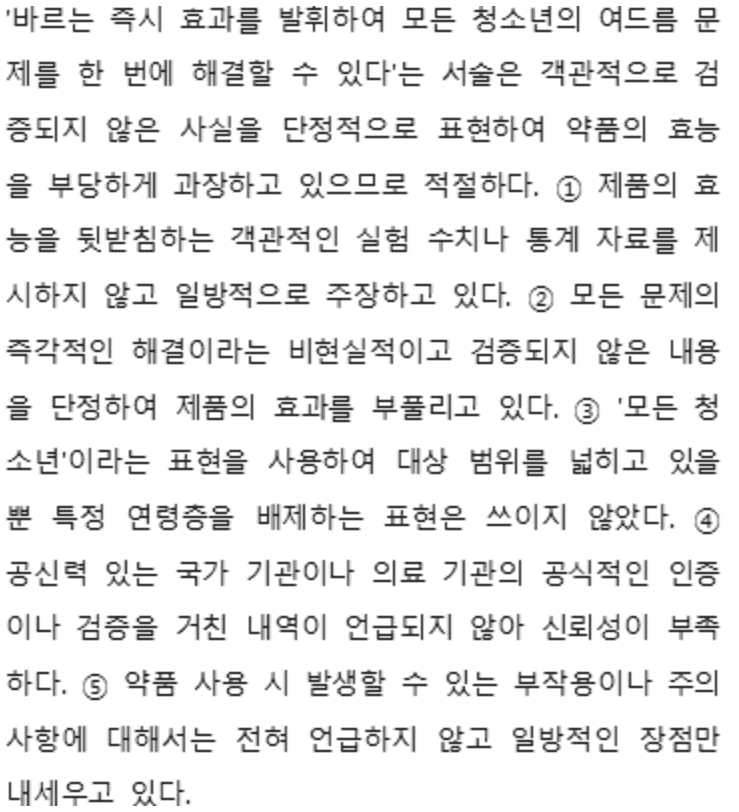 '바르는 즉시 효과를 발휘하여 모든 청소년의 여드름 문
제를 한 번에 해결할 수 있다'는 서술은 객관적으로 검
증되지 않은 사실을 단정적으로 표현하여 약품의 효능
을 부당하게 과장하고 있으므로 적절하다. ① 제품의 효
능을 뒷받침하는 객관적인 실험 수치나 통계 자료를 제
시하지 않고 일방적으로 주장하고 있다. ② 모든 문제의
즉각적인 해결이라는 비현실적이고 검증되지 않은 내용
을 단정하여 제품의 효과를 부풀리고 있다. ③ '모든 청
소년'이라는 표현을 사용하여 대상 범위를 넓히고 있을
뿐 특정 연령층을 배제하는 표현은 쓰이지 않았다. ④
공신력 있는 국가 기관이나 의료 기관의 공식적인 인증
이나 검증을 거친 내역이 언급되지 않아 신뢰성이 부족
하다. ⑤ 약품 사용 시 발생할 수 있는 부작용이나 주의
사항에 대해서는 전혀 언급하지 않고 일방적인 장점만
내세우고 있다.